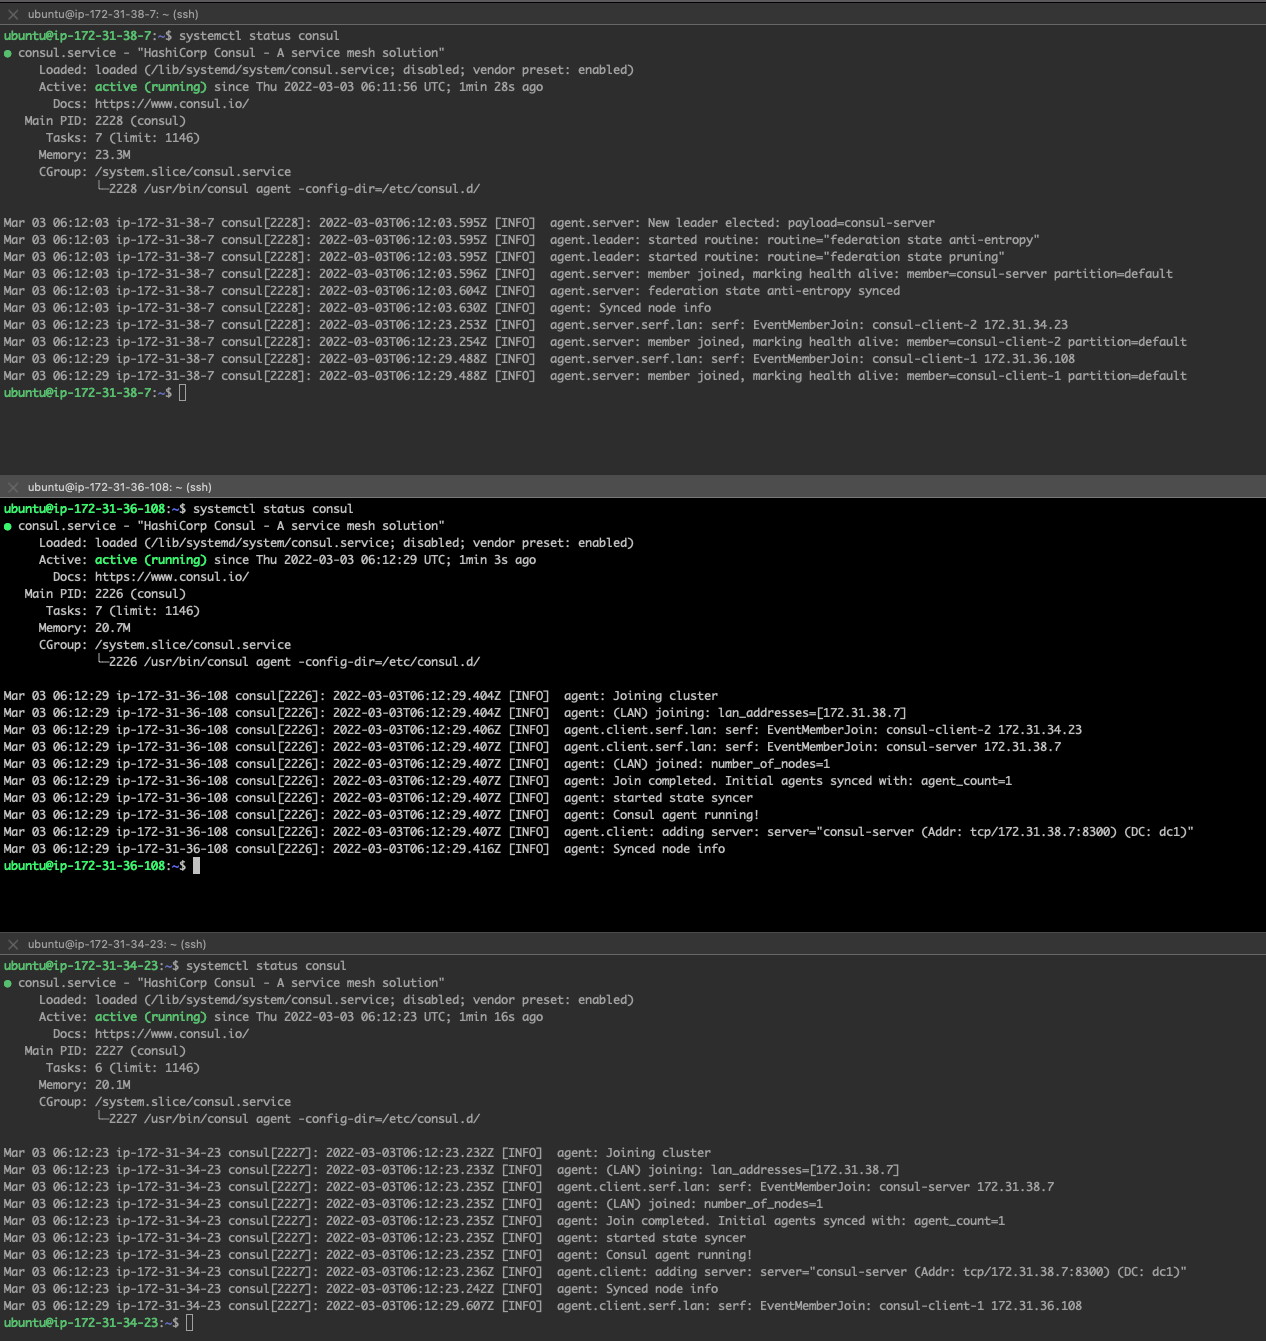 ubuntu@ip-172-31-38-7: ~ (ssh)
ubuntu@ip-172-31-38-7:~$ systemctl status consul
● consul.service - "HashiCorp Consul - A service mesh solution"
     Loaded: loaded (/lib/systemd/system/consul.service; disabled; vendor preset: enabled)
     Active: active (running) since Thu 2022-03-03 06:11:56 UTC; 1min 28s ago
       Docs: https://www.consul.io/
   Main PID: 2228 (consul)
      Tasks: 7 (limit: 1146)
     Memory: 23.3M
     CGroup: /system.slice/consul.service
             └─2228 /usr/bin/consul agent -config-dir=/etc/consul.d/
Mar 03 06:12:03 ip-172-31-38-7 consul[2228]: 2022-03-03T06:12:03.595Z [INFO]  agent.server: New leader elected: payload=consul-server
Mar 03 06:12:03 ip-172-31-38-7 consul[2228]: 2022-03-03T06:12:03.595Z [INFO]  agent.leader: started routine: routine="federation state anti-entropy"
Mar 03 06:12:03 ip-172-31-38-7 consul[2228]: 2022-03-03T06:12:03.595Z [INFO]  agent.leader: started routine: routine="federation state pruning"
Mar 03 06:12:03 ip-172-31-38-7 consul[2228]: 2022-03-03T06:12:03.596Z [INFO]  agent.server: member joined, marking health alive: member=consul-server partition=default
Mar 03 06:12:03 ip-172-31-38-7 consul[2228]: 2022-03-03T06:12:03.604Z [INFO]  agent.server: federation state anti-entropy synced
Mar 03 06:12:03 ip-172-31-38-7 consul[2228]: 2022-03-03T06:12:03.630Z [INFO]  agent: Synced node info
Mar 03 06:12:23 ip-172-31-38-7 consul[2228]: 2022-03-03T06:12:23.253Z [INFO]  agent.server.serf.lan: serf: EventMemberJoin: consul-client-2 172.31.34.23
Mar 03 06:12:23 ip-172-31-38-7 consul[2228]: 2022-03-03T06:12:23.254Z [INFO]  agent.server: member joined, marking health alive: member=consul-client-2 partition=default
Mar 03 06:12:29 ip-172-31-38-7 consul[2228]: 2022-03-03T06:12:29.488Z [INFO]  agent.server.serf.lan: serf: EventMemberJoin: consul-client-1 172.31.36.108
Mar 03 06:12:29 ip-172-31-38-7 consul[2228]: 2022-03-03T06:12:29.488Z [INFO]  agent.server: member joined, marking health alive: member=consul-client-1 partition=default
ubuntu@ip-172-31-38-7:~$
ubuntu@ip-172-31-36-108: ~ (ssh)
ubuntu@ip-172-31-36-108:~$ systemctl status consul
● consul.service - "HashiCorp Consul - A service mesh solution"
     Loaded: loaded (/lib/systemd/system/consul.service; disabled; vendor preset: enabled)
     Active: active (running) since Thu 2022-03-03 06:12:29 UTC; 1min 3s ago
       Docs: https://www.consul.io/
   Main PID: 2226 (consul)
      Tasks: 7 (limit: 1146)
     Memory: 20.7M
     CGroup: /system.slice/consul.service
             └─2226 /usr/bin/consul agent -config-dir=/etc/consul.d/
Mar 03 06:12:29 ip-172-31-36-108 consul[2226]: 2022-03-03T06:12:29.404Z [INFO]  agent: Joining cluster
Mar 03 06:12:29 ip-172-31-36-108 consul[2226]: 2022-03-03T06:12:29.404Z [INFO]  agent: (LAN) joining: lan_addresses=[172.31.38.7]
Mar 03 06:12:29 ip-172-31-36-108 consul[2226]: 2022-03-03T06:12:29.406Z [INFO]  agent.client.serf.lan: serf: EventMemberJoin: consul-client-2 172.31.34.23
Mar 03 06:12:29 ip-172-31-36-108 consul[2226]: 2022-03-03T06:12:29.407Z [INFO]  agent.client.serf.lan: serf: EventMemberJoin: consul-server 172.31.38.7
Mar 03 06:12:29 ip-172-31-36-108 consul[2226]: 2022-03-03T06:12:29.407Z [INFO]  agent: (LAN) joined: number_of_nodes=1
Mar 03 06:12:29 ip-172-31-36-108 consul[2226]: 2022-03-03T06:12:29.407Z [INFO]  agent: Join completed. Initial agents synced with: agent_count=1
Mar 03 06:12:29 ip-172-31-36-108 consul[2226]: 2022-03-03T06:12:29.407Z [INFO]  agent: started state syncer
Mar 03 06:12:29 ip-172-31-36-108 consul[2226]: 2022-03-03T06:12:29.407Z [INFO]  agent: Consul agent running!
Mar 03 06:12:29 ip-172-31-36-108 consul[2226]: 2022-03-03T06:12:29.407Z [INFO]  agent.client: adding server: server="consul-server (Addr: tcp/172.31.38.7:8300) (DC: dc1)"
Mar 03 06:12:29 ip-172-31-36-108 consul[2226]: 2022-03-03T06:12:29.416Z [INFO]  agent: Synced node info
ubuntu@ip-172-31-36-108:~$
ubuntu@ip-172-31-34-23: ~ (ssh)
ubuntu@ip-172-31-34-23:~$ systemctl status consul
● consul.service - "HashiCorp Consul - A service mesh solution"
     Loaded: loaded (/lib/systemd/system/consul.service; disabled; vendor preset: enabled)
     Active: active (running) since Thu 2022-03-03 06:12:23 UTC; 1min 16s ago
       Docs: https://www.consul.io/
   Main PID: 2227 (consul)
      Tasks: 6 (limit: 1146)
     Memory: 20.1M
     CGroup: /system.slice/consul.service
             └─2227 /usr/bin/consul agent -config-dir=/etc/consul.d/
Mar 03 06:12:23 ip-172-31-34-23 consul[2227]: 2022-03-03T06:12:23.232Z [INFO]  agent: Joining cluster
Mar 03 06:12:23 ip-172-31-34-23 consul[2227]: 2022-03-03T06:12:23.233Z [INFO]  agent: (LAN) joining: lan_addresses=[172.31.38.7]
Mar 03 06:12:23 ip-172-31-34-23 consul[2227]: 2022-03-03T06:12:23.235Z [INFO]  agent.client.serf.lan: serf: EventMemberJoin: consul-server 172.31.38.7
Mar 03 06:12:23 ip-172-31-34-23 consul[2227]: 2022-03-03T06:12:23.235Z [INFO]  agent: (LAN) joined: number_of_nodes=1
Mar 03 06:12:23 ip-172-31-34-23 consul[2227]: 2022-03-03T06:12:23.235Z [INFO]  agent: Join completed. Initial agents synced with: agent_count=1
Mar 03 06:12:23 ip-172-31-34-23 consul[2227]: 2022-03-03T06:12:23.235Z [INFO]  agent: started state syncer
Mar 03 06:12:23 ip-172-31-34-23 consul[2227]: 2022-03-03T06:12:23.235Z [INFO]  agent: Consul agent running!
Mar 03 06:12:23 ip-172-31-34-23 consul[2227]: 2022-03-03T06:12:23.236Z [INFO]  agent.client: adding server: server="consul-server (Addr: tcp/172.31.38.7:8300) (DC: dc1)"
Mar 03 06:12:23 ip-172-31-34-23 consul[2227]: 2022-03-03T06:12:23.242Z [INFO]  agent: Synced node info
Mar 03 06:12:29 ip-172-31-34-23 consul[2227]: 2022-03-03T06:12:29.607Z [INFO]  agent.client.serf.lan: serf: EventMemberJoin: consul-client-1 172.31.36.108
ubuntu@ip-172-31-34-23:~$